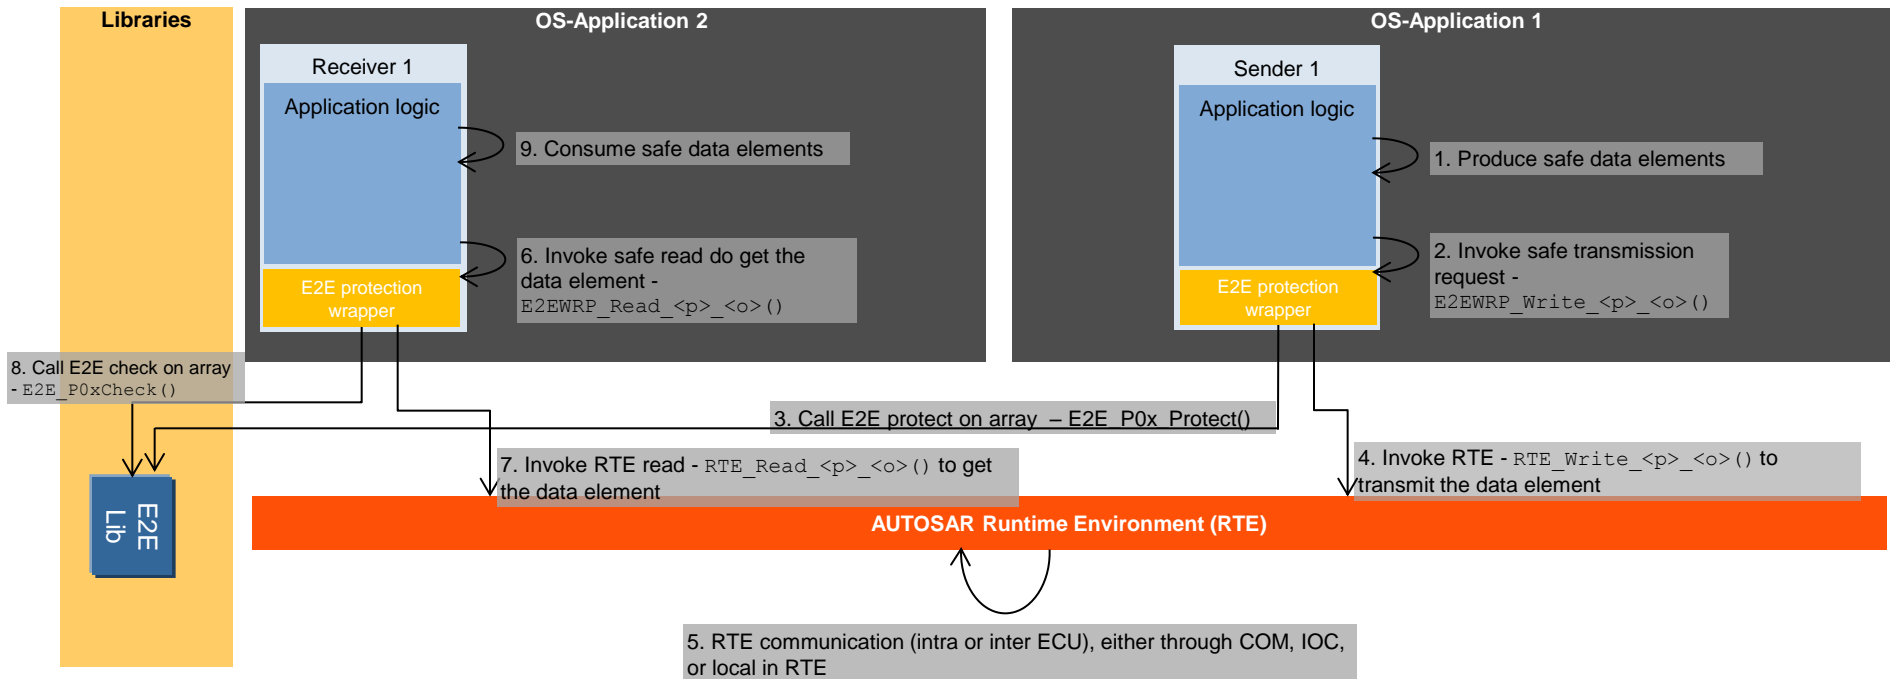 Libraries
OS-Application 2
OS-Application 1
Receiver 1
Application logic
9. Consume safe data elements
6. Invoke safe read do get the
data element -
E2EWRP_Read_<p>_<o>()
E2E protection
wrapper
Sender 1
Application logic
1. Produce safe data elements
2. Invoke safe transmission
request -
E2EWRP_Write_<p>_<o>()
E2E protection
wrapper
8. Call E2E check on array
- E2E_P0xCheck()
3. Call E2E protect on array – E2E_P0x_Protect()
7. Invoke RTE read - RTE_Read_<p>_<o>() to get
the data element
4. Invoke RTE - RTE_Write_<p>_<o>() to
transmit the data element
E2E
Lib
AUTOSAR Runtime Environment (RTE)
5. RTE communication (intra or inter ECU), either through COM, IOC,
or local in RTE